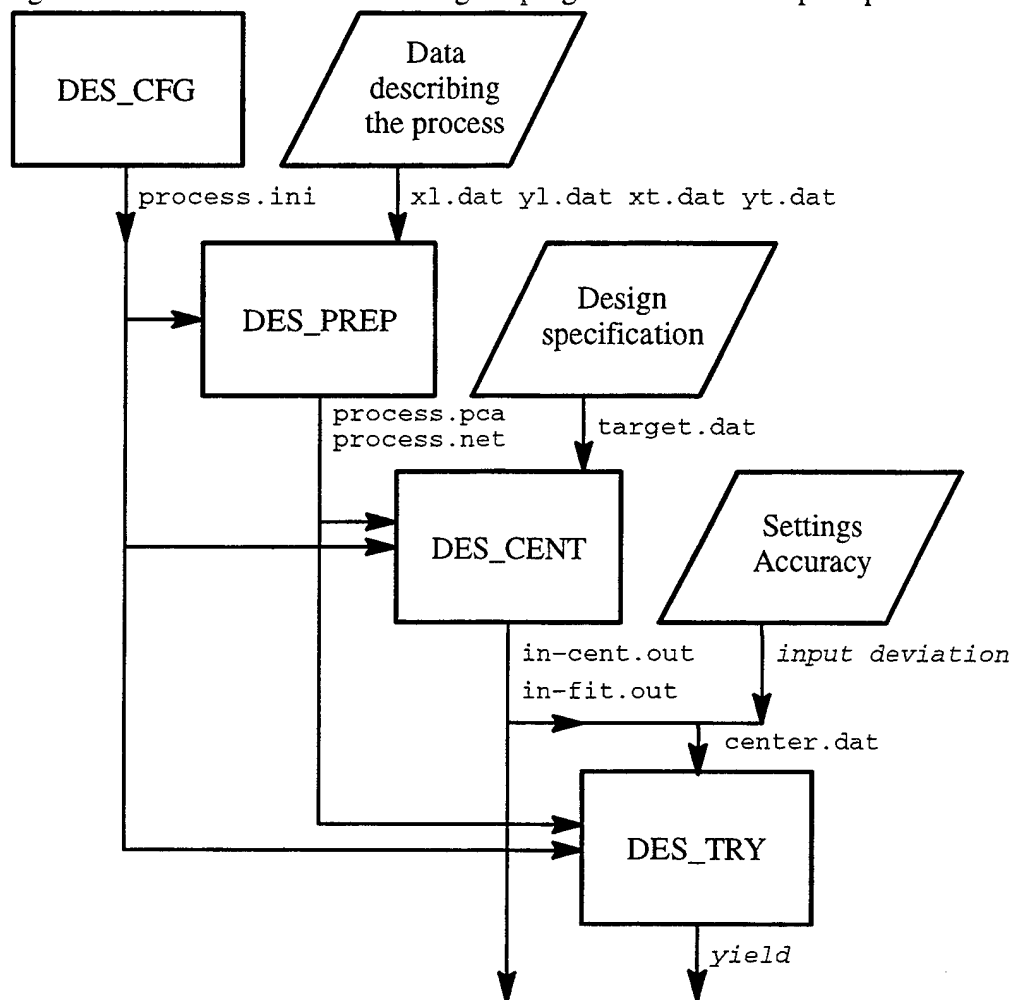 DES_CFG
Data
describing
the process
process.ini
xl.dat yl.dat xt.dat yt.dat
DES_PREP
Design
specification
process.pca
process.net
target.dat
DES_CENT
Settings
Accuracy
in-cent.out
in-fit.out
input deviation
center.dat
DES_TRY
yield